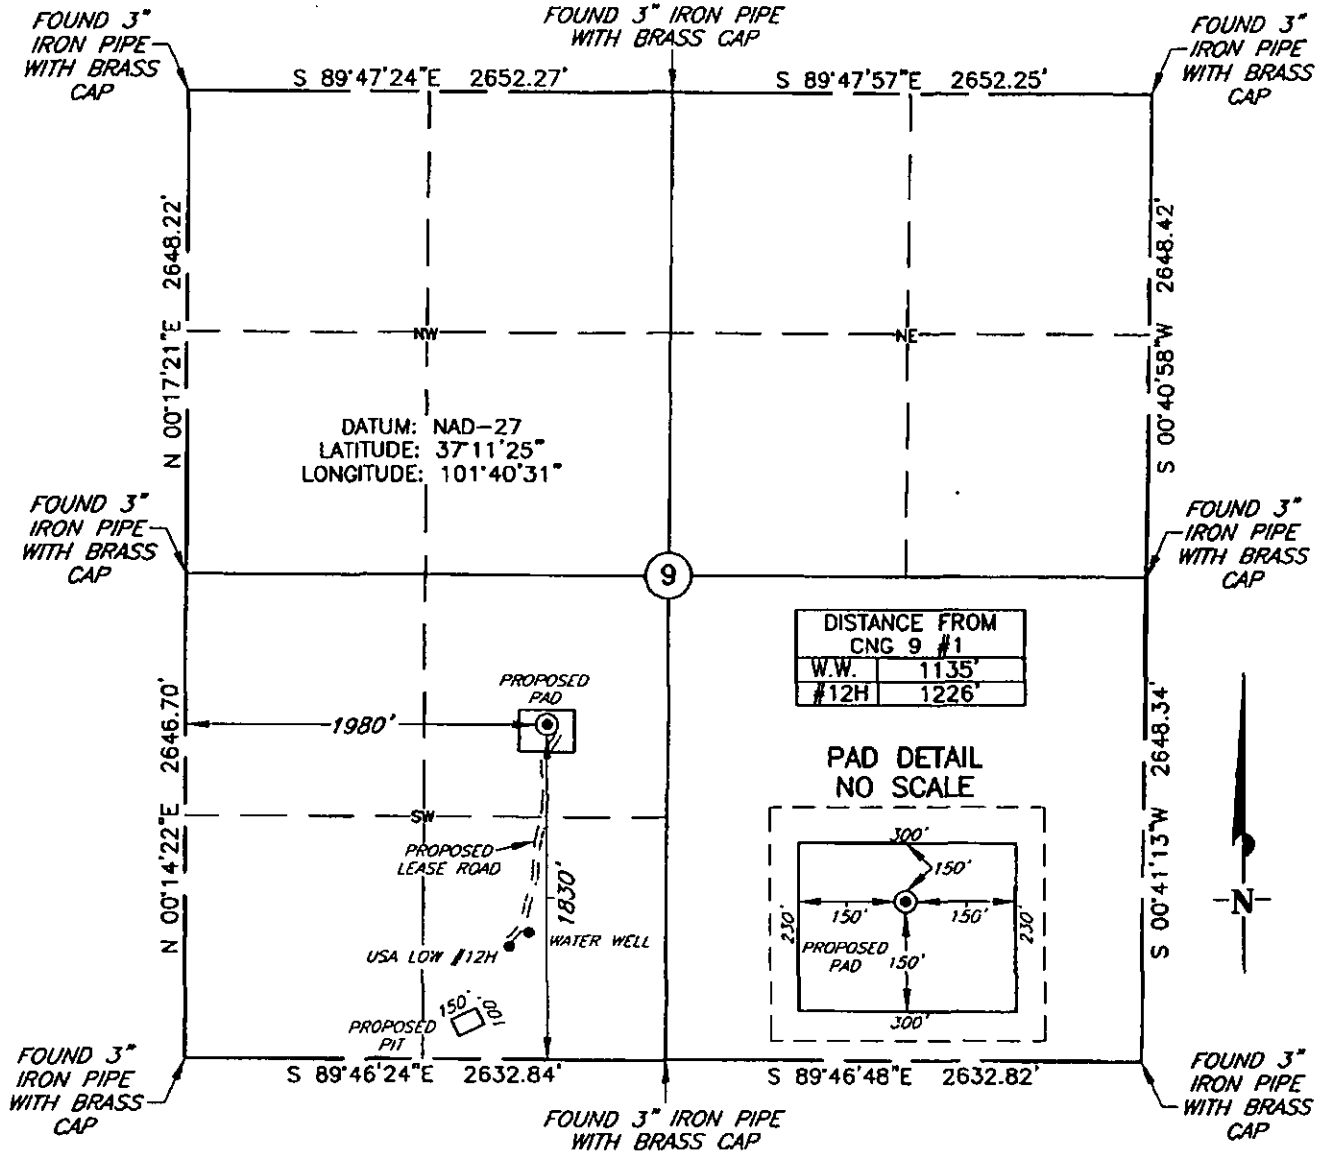 FOUND 3"
IRON PIPE
WITH BRASS
CAP
FOUND 3" IRON PIPE
WITH BRASS CAP
FOUND 3"
IRON PIPE
WITH BRASS
CAP
S 89°47'24"E 2652.27'
S 89°47'57"E 2652.25'
N 00°17'21"E 2648.22'
S 00°40'58"W 2648.42'
NW
NE
DATUM: NAD-27
LATITUDE: 37°11'25"
LONGITUDE: 101°40'31"
FOUND 3"
IRON PIPE
WITH BRASS
CAP
FOUND 3"
IRON PIPE
WITH BRASS
CAP
9
DISTANCE FROM
CNG 9 #1
W.W. 1135'
#12H 1226'
PROPOSED
PAD
1980'
N 00°14'22"E 2646.70'
S 00°41'13"W 2648.34'
SW
PROPOSED
LEASE ROAD
1830'
WATER WELL
USA LOW #12H
150'
100'
PROPOSED
PIT
PAD DETAIL
NO SCALE
300'
150'
230'
150'
150'
230'
PROPOSED
PAD
150'
300'
N
S 89°46'24"E 2632.84'
S 89°46'48"E 2632.82'
FOUND 3"
IRON PIPE
WITH BRASS
CAP
FOUND 3" IRON PIPE
WITH BRASS CAP
FOUND 3"
IRON PIPE
WITH BRASS
CAP